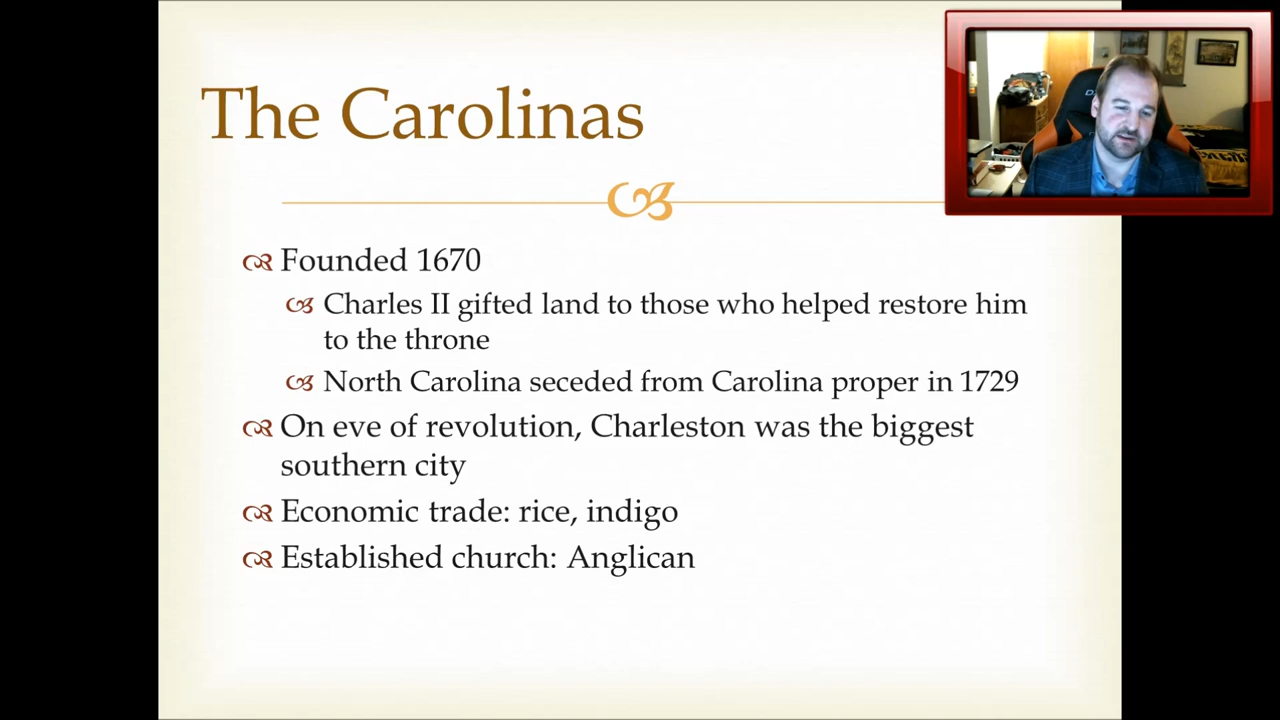 The Carolinas
Founded 1670
Charles II gifted land to those who helped restore him
to the throne
North Carolina seceded from Carolina proper in 1729
On eve of revolution, Charleston was the biggest
southern city
Economic trade: rice, indigo
Established church: Anglican